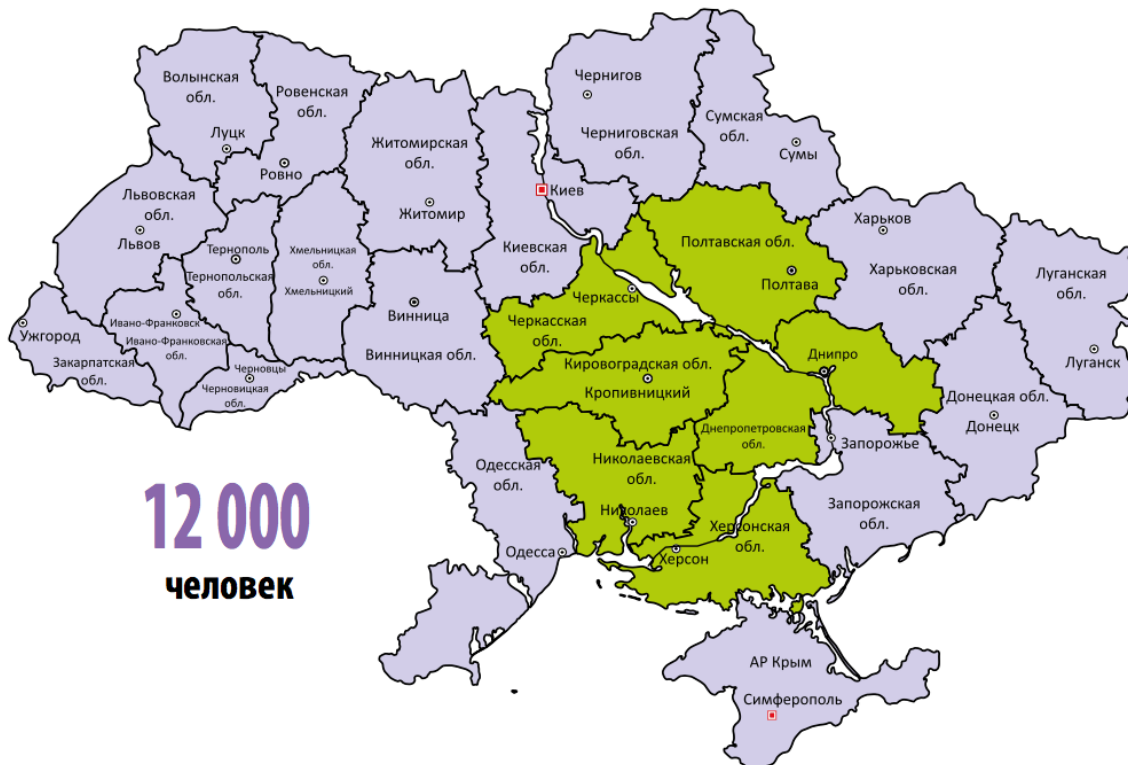 Волынская
обл.
Луцк
Ровенская
обл.
Ровно
Житомирская
обл.
Житомир
Чернигов
Черниговская
обл.
Сумская
обл.
Сумы
Киев
Киевская
обл.
Львовская
обл.
Львов
Тернополь
Тернопольская
обл.
Хмельницкая
обл.
Хмельницкий
Полтавская обл.
Полтава
Харьков
Харьковская
обл.
Луганская
обл.
Луганск
Ужгород
Закарпатская
обл.
Ивано-Франковск
Ивано-Франковская
обл.
Черновцы
Черновицкая
обл.
Винница
Винницкая обл.
Черкассы
Черкасская
обл.
Кировоградская обл.
Кропивницкий
Днипро
Днепропетровская
обл.
Донецкая обл.
Донецк
Запорожье
Запорожская
обл.
Одесская
обл.
Одесса
Николаевская
обл.
Николаев
Херсонская
обл.
Херсон
АР Крым
Симферополь
12 000
человек